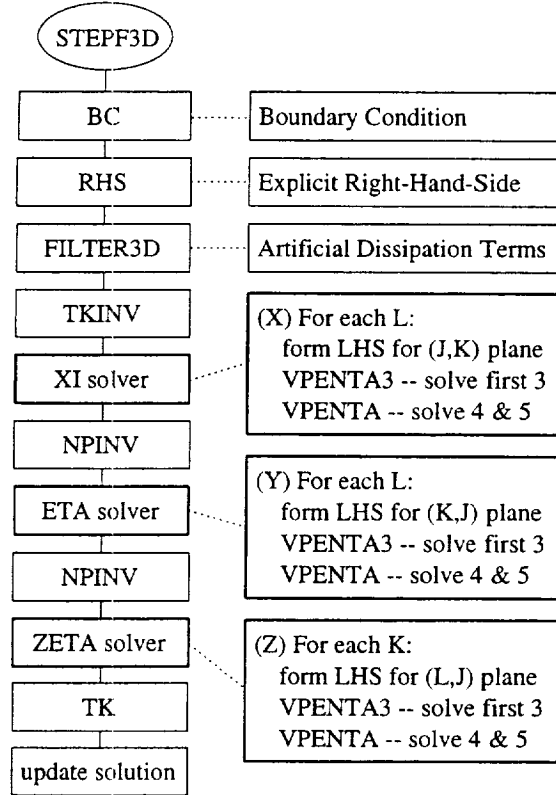 STEPF3D
BC
Boundary Condition
RHS
Explicit Right-Hand-Side
FILTER3D
Artificial Dissipation Terms
TKINV
XI solver
(X) For each L:
form LHS for (J,K) plane
VPENTA3 -- solve first 3
VPENTA -- solve 4 & 5
NPINV
ETA solver
(Y) For each L:
form LHS for (K,J) plane
VPENTA3 -- solve first 3
VPENTA -- solve 4 & 5
NPINV
ZETA solver
(Z) For each K:
form LHS for (L,J) plane
VPENTA3 -- solve first 3
VPENTA -- solve 4 & 5
TK
update solution